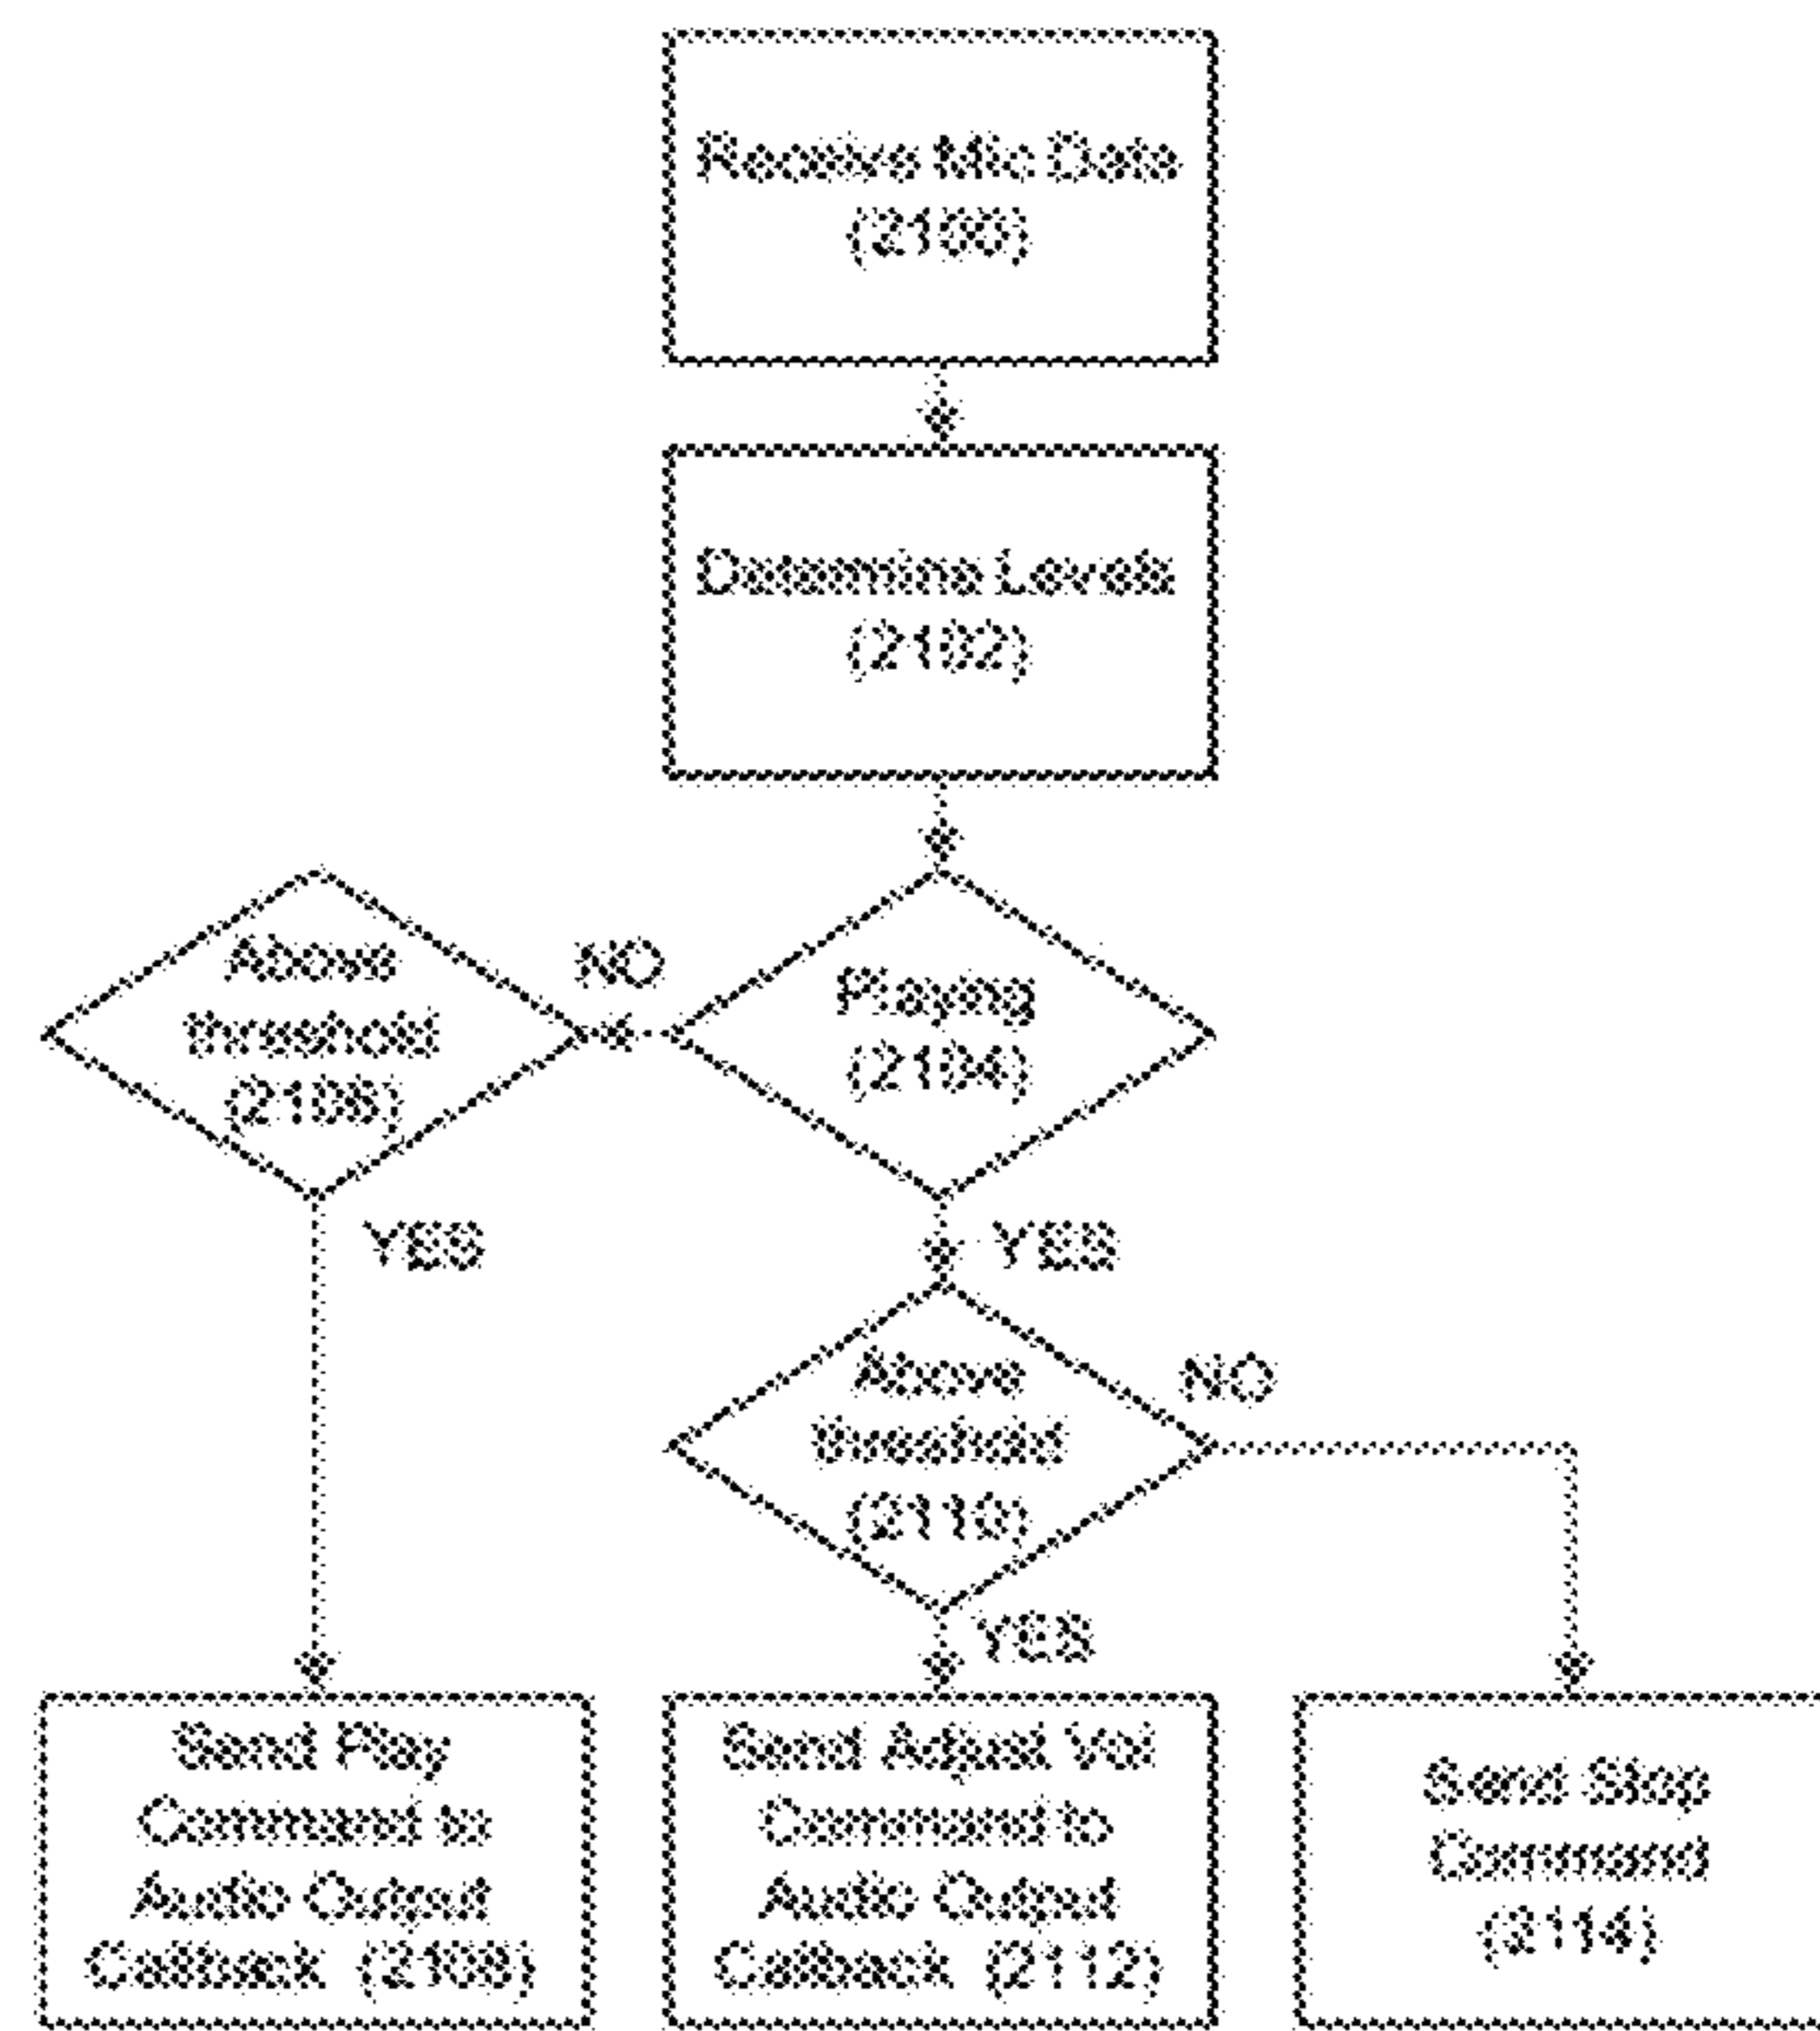 Receive Mic Data
(2100)
Determine Levels
(2102)
Above
threshold
(2106)
NO
Playing
(2104)
YES
YES
Above
threshold
(2110)
NO
YES
Send Play
Command to
Audio Output
Callback (2108)
Send Adjust Vol
Command to
Audio Output
Callback (2112)
Send Stop
Command
(2114)